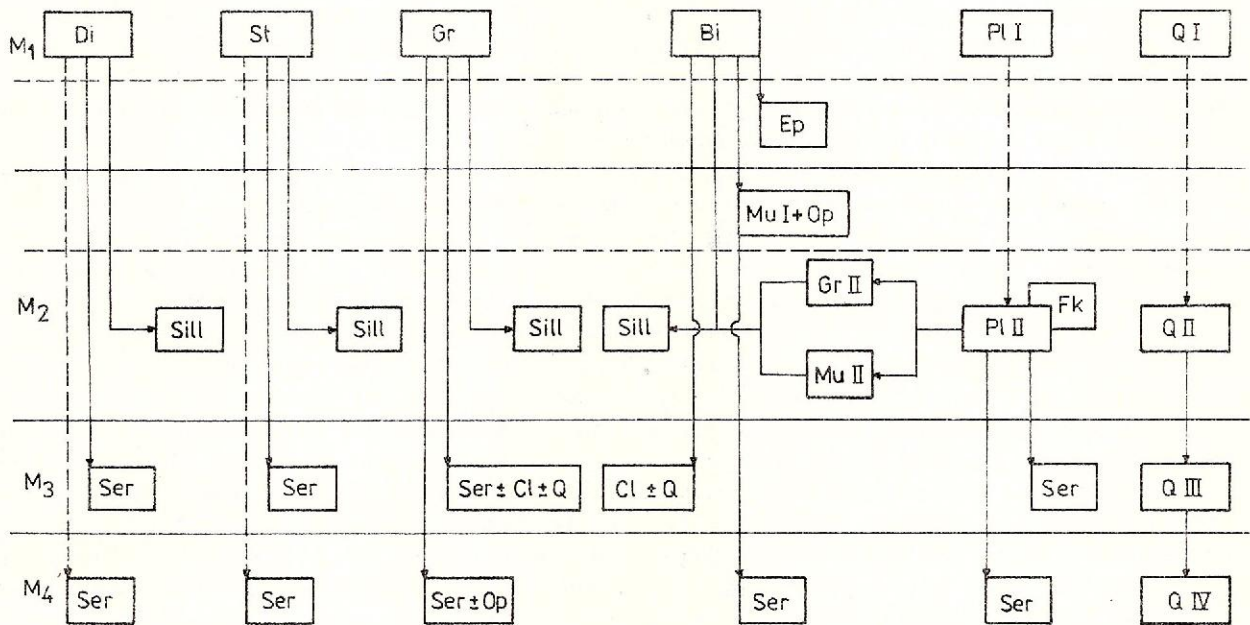 M1 Di St Gr Bi Pl I Q I
Ep
Mu I + Op
M2 Sill Sill Sill Sill Gr II Mu II Pl II Fk Q II
M3 Ser Ser Ser ± Cl ± Q Cl ± Q Ser Q III
M4 Ser Ser Ser ± Op Ser Ser Q IV